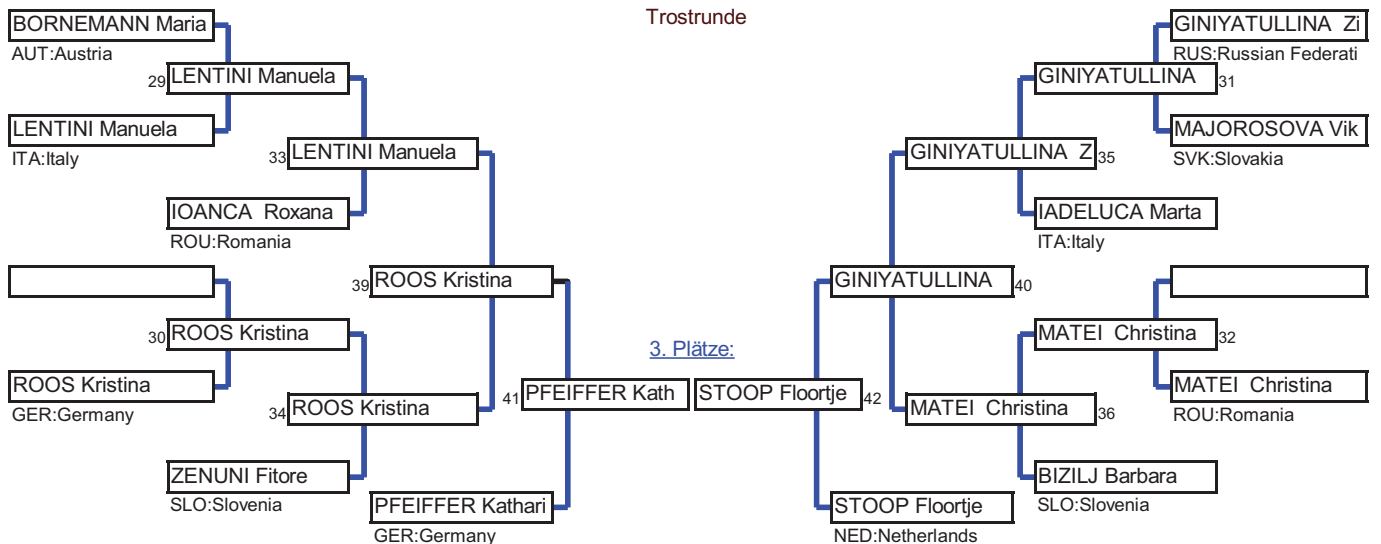 Trostrunde
BORNEMANN Maria
AUT:Austria
29 LENTINI Manuela
LENTINI Manuela
ITA:Italy
33 LENTINI Manuela
IOANCA Roxana
ROU:Romania
39 ROOS Kristina
30 ROOS Kristina
ROOS Kristina
GER:Germany
34 ROOS Kristina
ZENUNI Fitore
SLO:Slovenia
41 PFEIFFER Kath
PFEIFFER Kathari
GER:Germany
3. Plätze:
GINIYATULLINA Zi
RUS:Russian Federati
GINIYATULLINA 31
MAJOROSOVA Vik
SVK:Slovakia
GINIYATULLINA Z 35
IADELUCA Marta
ITA:Italy
GINIYATULLINA 40
MATEI Christina 32
MATEI Christina
ROU:Romania
MATEI Christina 36
BIZILJ Barbara
SLO:Slovenia
STOOP Floortje 42
STOOP Floortje
NED:Netherlands